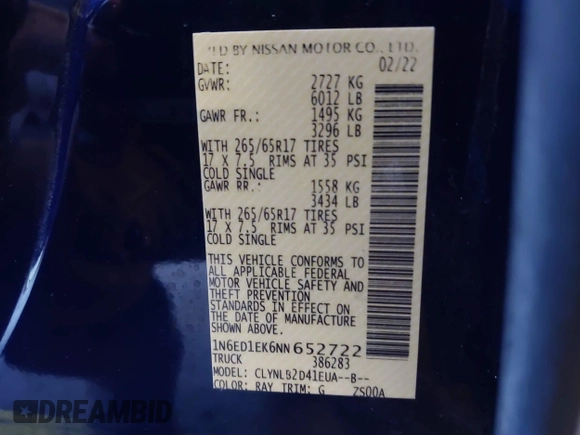 MFD BY NISSAN MOTOR CO., LTD.
DATE: 02/22
GVWR: 2727 KG
6012 LB
GAWR FR.: 1495 KG
3296 LB
WITH 265/65R17 TIRES
17 X 7.5 RIMS AT 35 PSI
COLD SINGLE
GAWR RR.: 1558 KG
3434 LB
WITH 265/65R17 TIRES
17 X 7.5 RIMS AT 35 PSI
COLD SINGLE
THIS VEHICLE CONFORMS TO
ALL APPLICABLE FEDERAL
MOTOR VEHICLE SAFETY AND
THEFT PREVENTION
STANDARDS IN EFFECT ON
THE DATE OF MANUFACTURE
SHOWN ABOVE.
1N6ED1EK6NN652722
TRUCK 386283
MODEL: CLYNLB2D41EUA--B--
COLOR: RAY TRIM: G ZS00A
DREAMBID